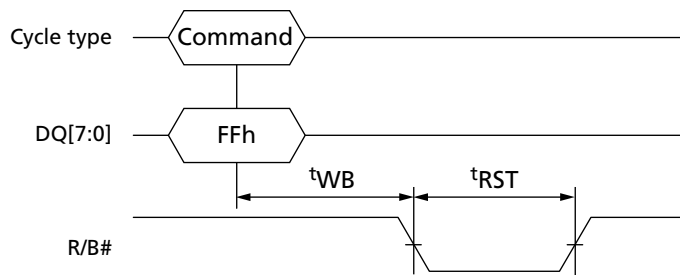 Cycle type
Command
DQ[7:0]
FFh
tWB
tRST
R/B#